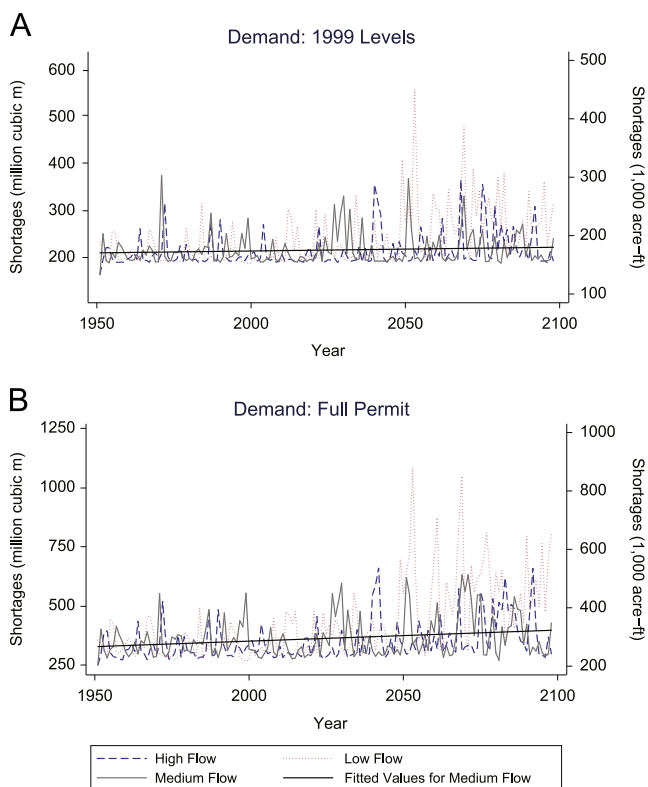 A
Demand: 1999 Levels
Shortages (million cubic m)
600
500
400
300
200
500
400
300
200
100
Shortages (1,000 acre-ft)
1950 2000 2050 2100
Year
B
Demand: Full Permit
Shortages (million cubic m)
1250
1000
750
500
250
1000
800
600
400
200
Shortages (1,000 acre-ft)
1950 2000 2050 2100
Year
High Flow Low Flow
Medium Flow Fitted Values for Medium Flow